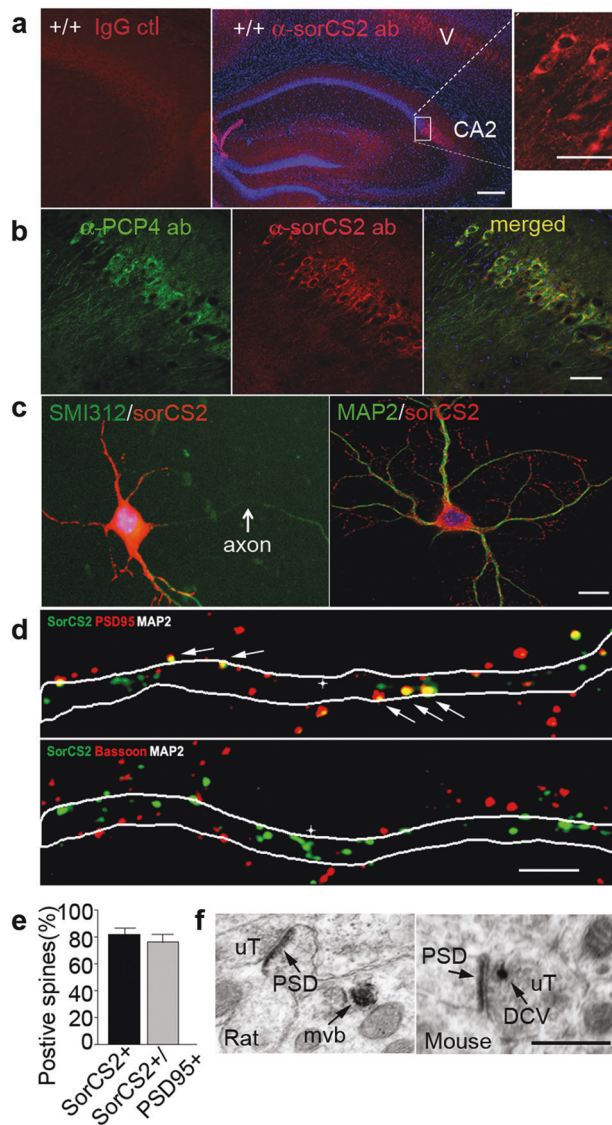 a
+/+ IgG ctl
+/+ α-sorCS2 ab
V
CA2
b
α-PCP4 ab
α-sorCS2 ab
merged
c
SMI312/sorCS2
axon
MAP2/sorCS2
d
SorCS2 PSD95 MAP2
SorCS2 Bassoon MAP2
e
Postive spines(%)
100
80
60
40
20
0
SorCS2+
SorCS2+/
PSD95+
f
uT
PSD
mvb
Rat
PSD
uT
DCV
Mouse